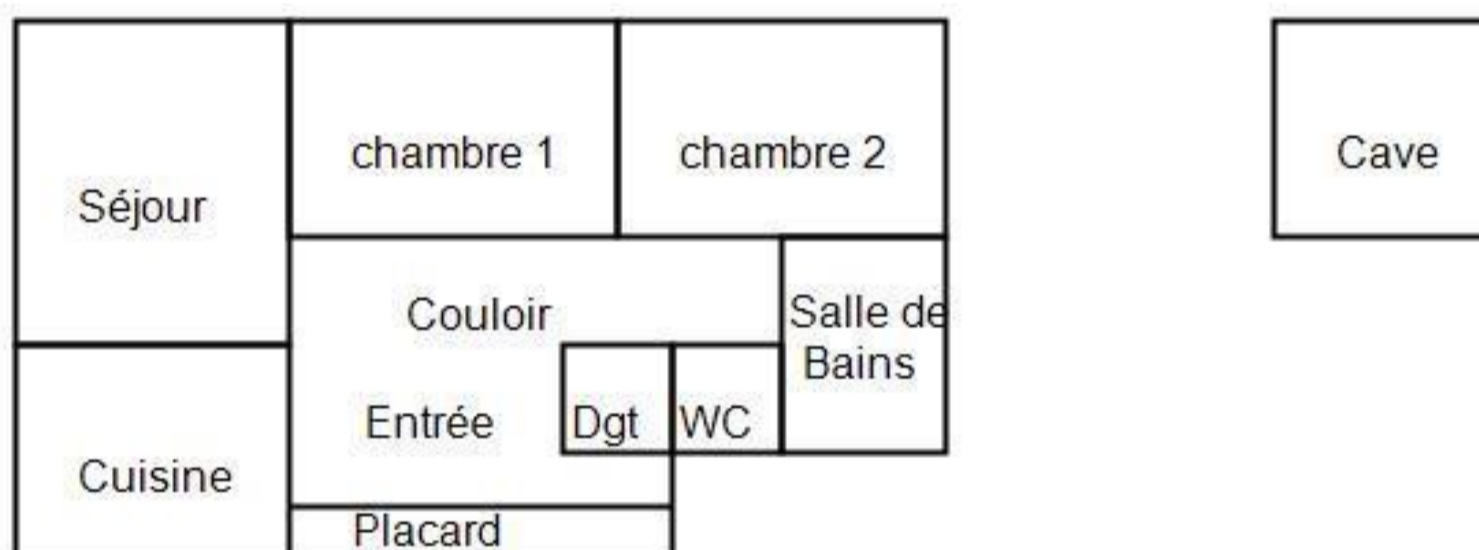 chambre 1
chambre 2
Cave
Séjour
Couloir
Salle de
Bains
Entrée
Dgt
WC
Cuisine
Placard